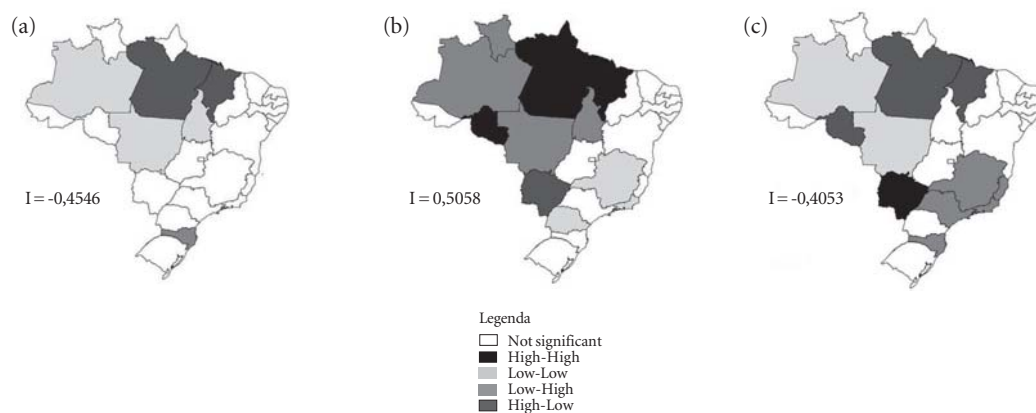 (a)
(b)
(c)
I = -0,4546
I = 0,5058
I = -0,4053
Legenda
Not significant
High-High
Low-Low
Low-High
High-Low